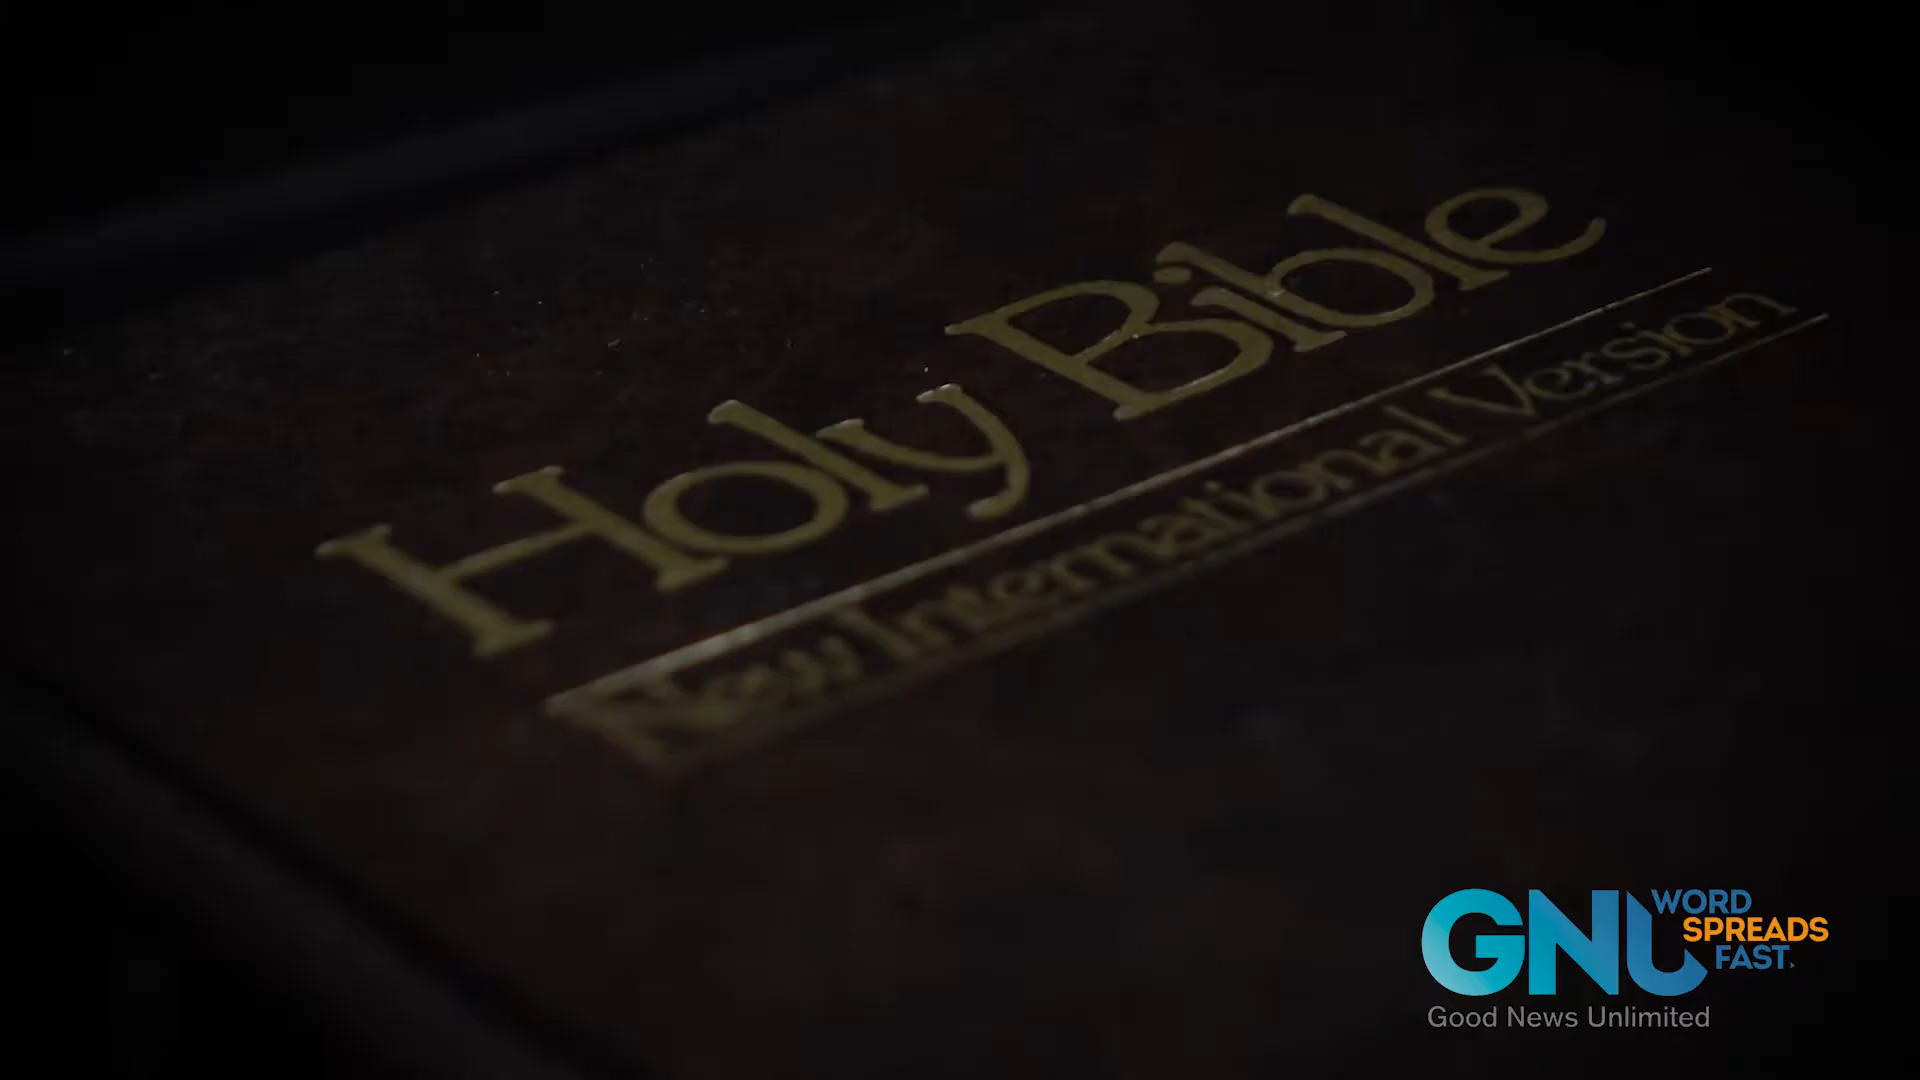 Holy Bible
New International Version
GNU WORD
SPREADS
FAST
Good News Unlimited